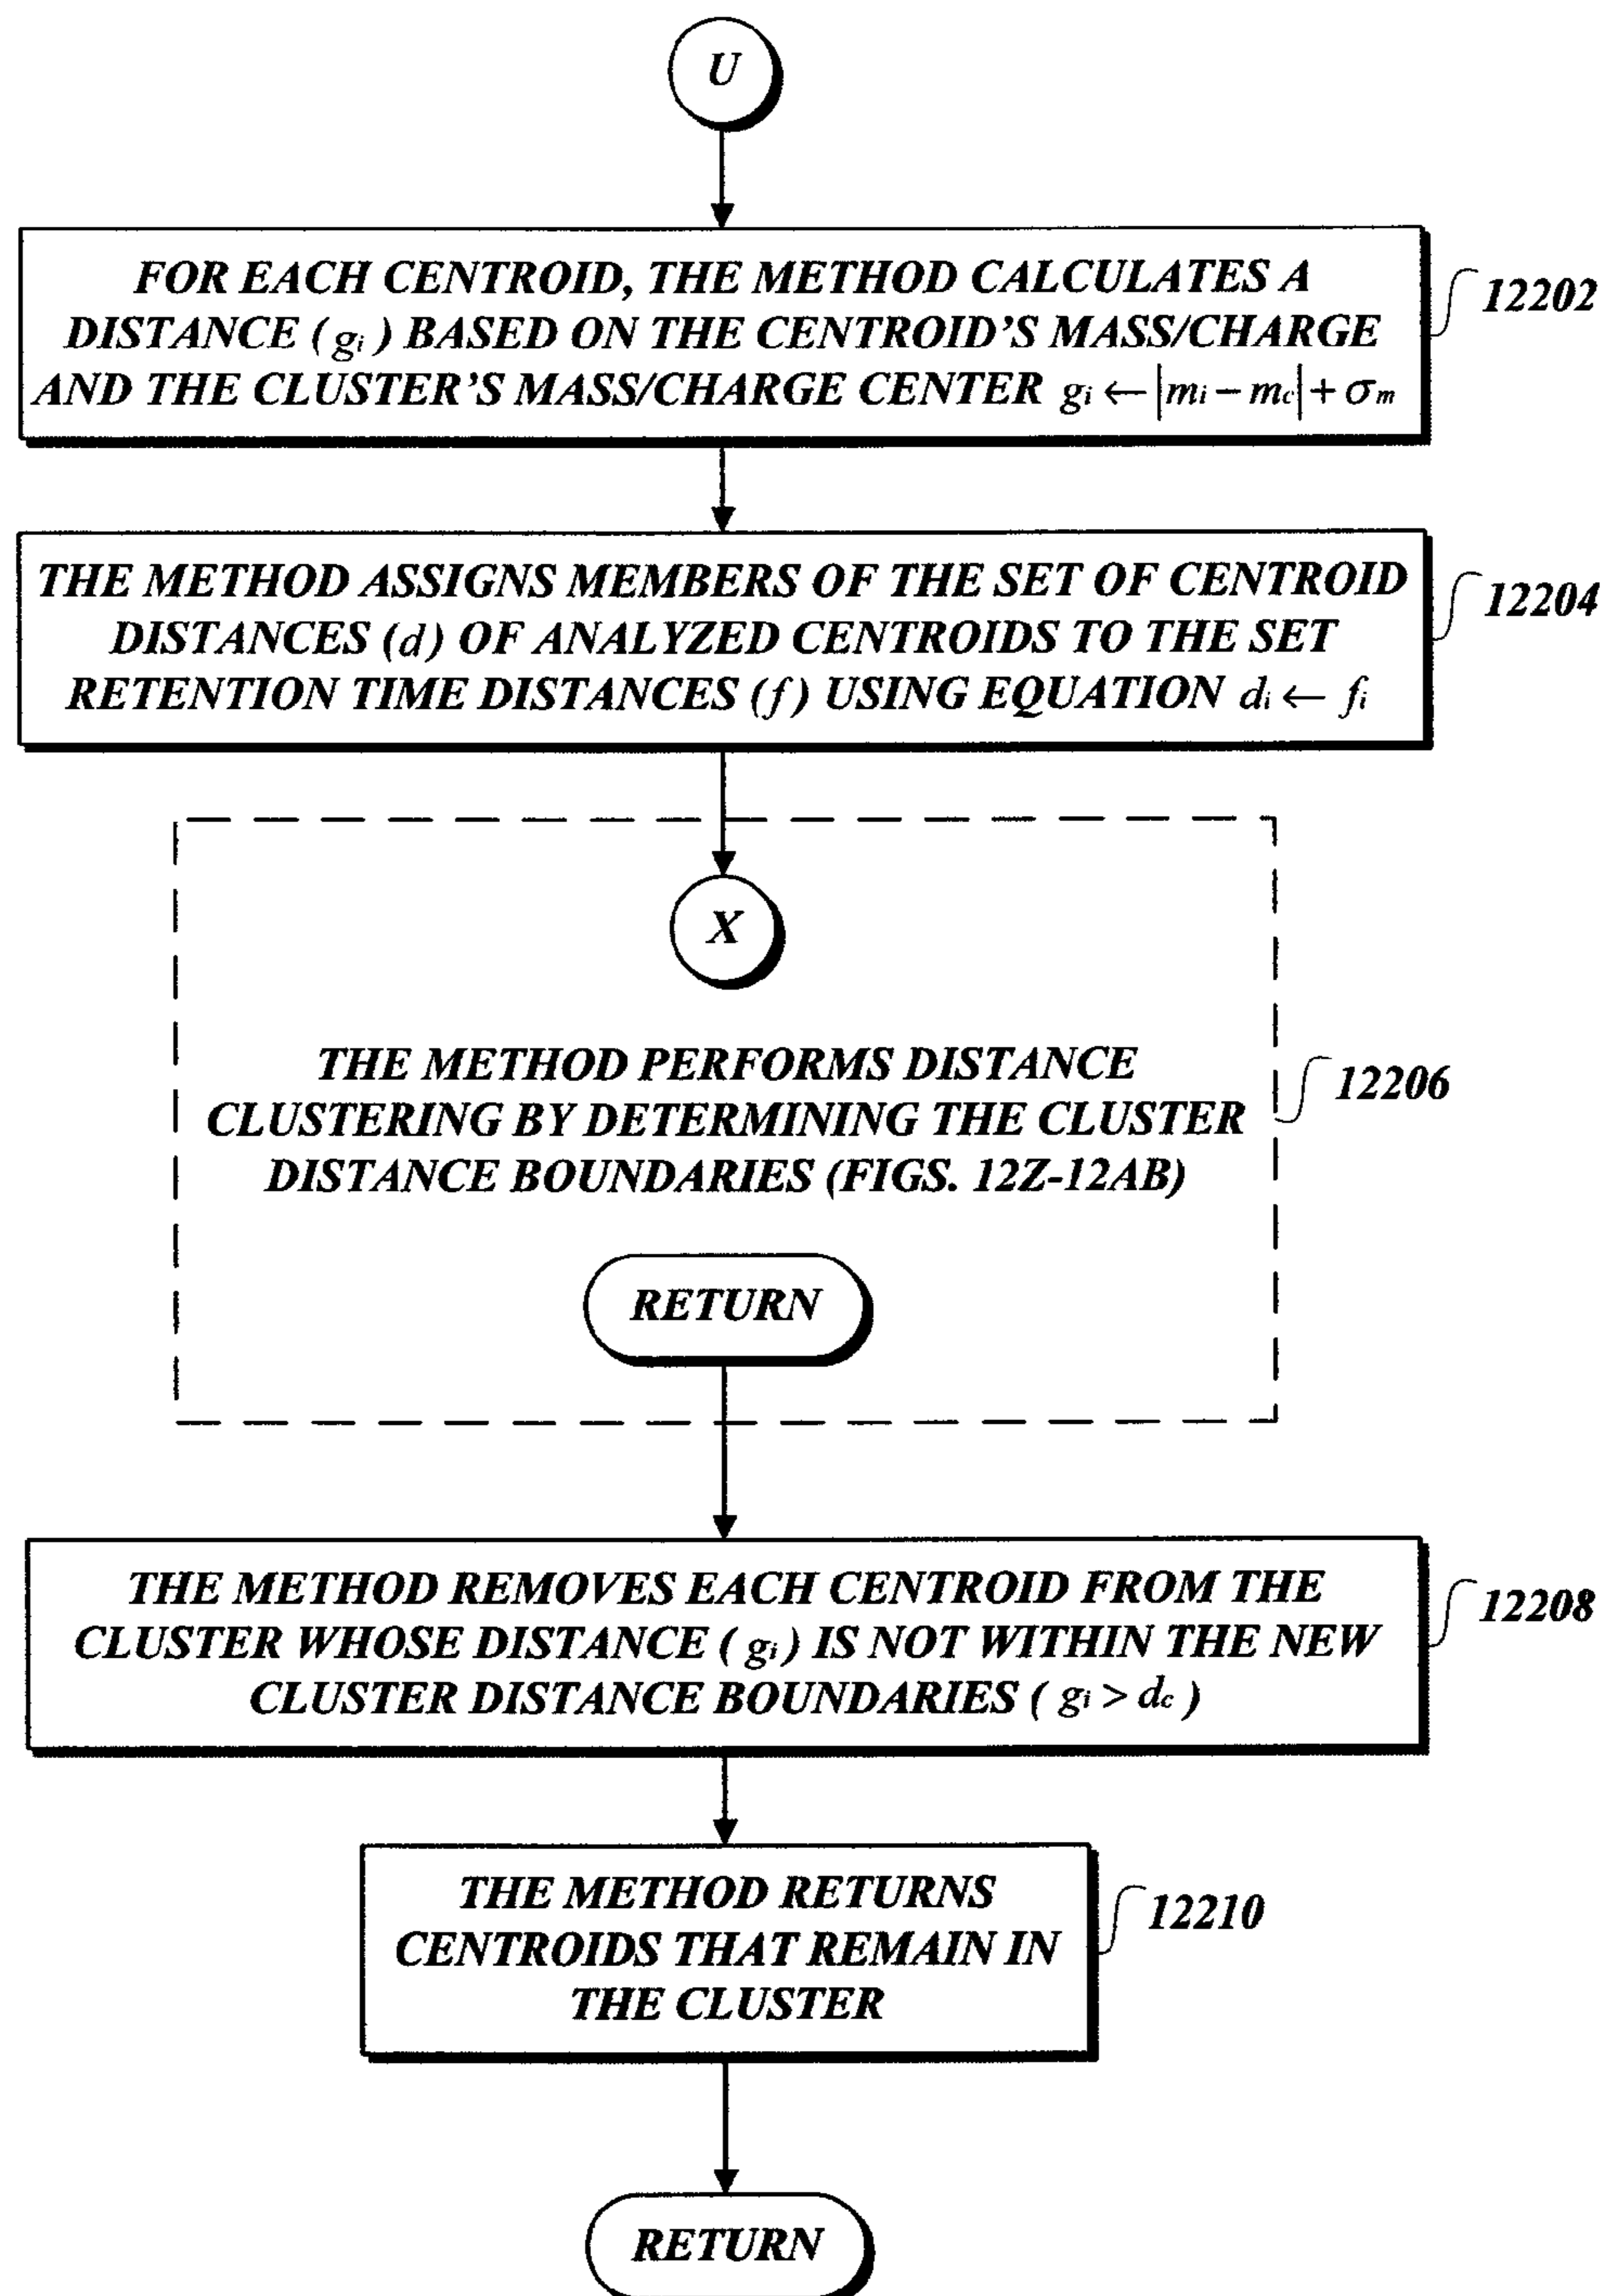 U
FOR EACH CENTROID, THE METHOD CALCULATES A
DISTANCE (gᵢ) BASED ON THE CENTROID'S MASS/CHARGE
AND THE CLUSTER'S MASS/CHARGE CENTER gᵢ ← |mᵢ − m_c| + σₘ
12202
THE METHOD ASSIGNS MEMBERS OF THE SET OF CENTROID
DISTANCES (d) OF ANALYZED CENTROIDS TO THE SET
RETENTION TIME DISTANCES (f) USING EQUATION dᵢ ← fᵢ
12204
X
THE METHOD PERFORMS DISTANCE
CLUSTERING BY DETERMINING THE CLUSTER
DISTANCE BOUNDARIES (FIGS. 12Z-12AB)
12206
RETURN
THE METHOD REMOVES EACH CENTROID FROM THE
CLUSTER WHOSE DISTANCE (gᵢ) IS NOT WITHIN THE NEW
CLUSTER DISTANCE BOUNDARIES (gᵢ > d_c)
12208
THE METHOD RETURNS
CENTROIDS THAT REMAIN IN
THE CLUSTER
12210
RETURN